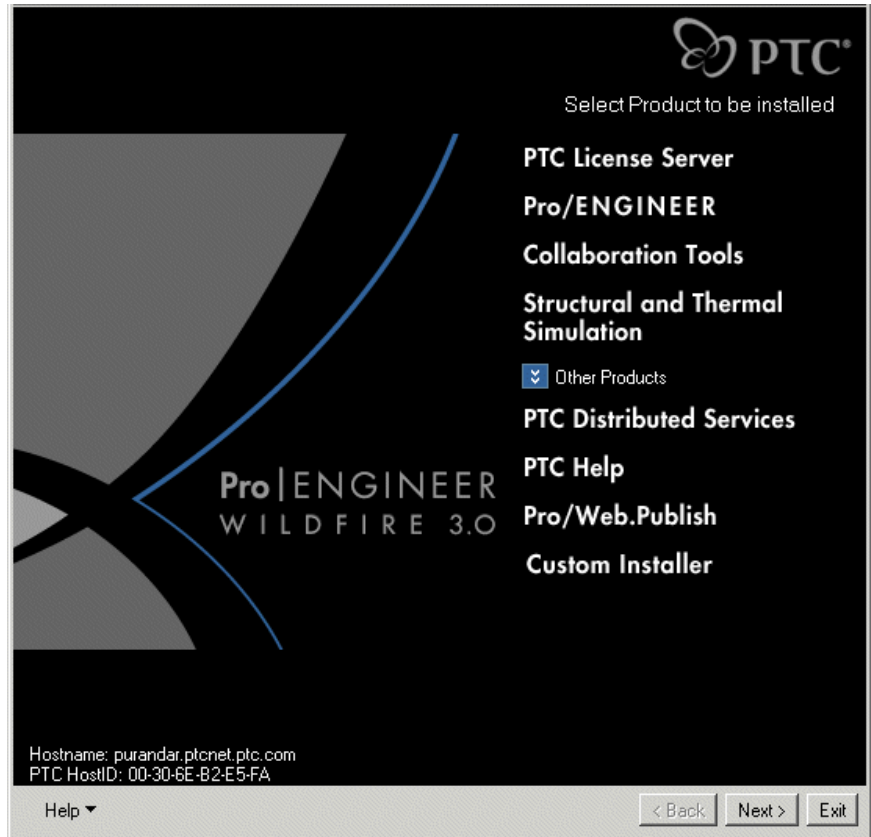 PTC®
Select Product to be installed
PTC License Server
Pro/ENGINEER
Collaboration Tools
Structural and Thermal
Simulation
Other Products
PTC Distributed Services
PTC Help
Pro/Web.Publish
Custom Installer
Pro|ENGINEER
WILDFIRE 3.0
Hostname: purandar.ptcnet.ptc.com
PTC HostID: 00-30-6E-B2-E5-FA
Help
< Back Next > Exit